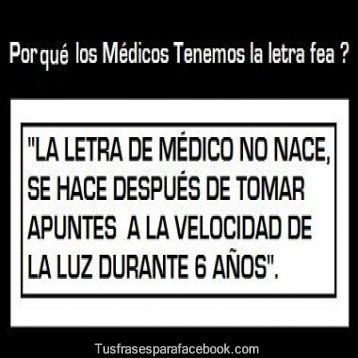 Por qué los Médicos Tenemos la letra fea ?
"LA LETRA DE MÉDICO NO NACE,
SE HACE DESPUÉS DE TOMAR
APUNTES A LA VELOCIDAD DE
LA LUZ DURANTE 6 AÑOS".
Tusfrasesparafacebook.com